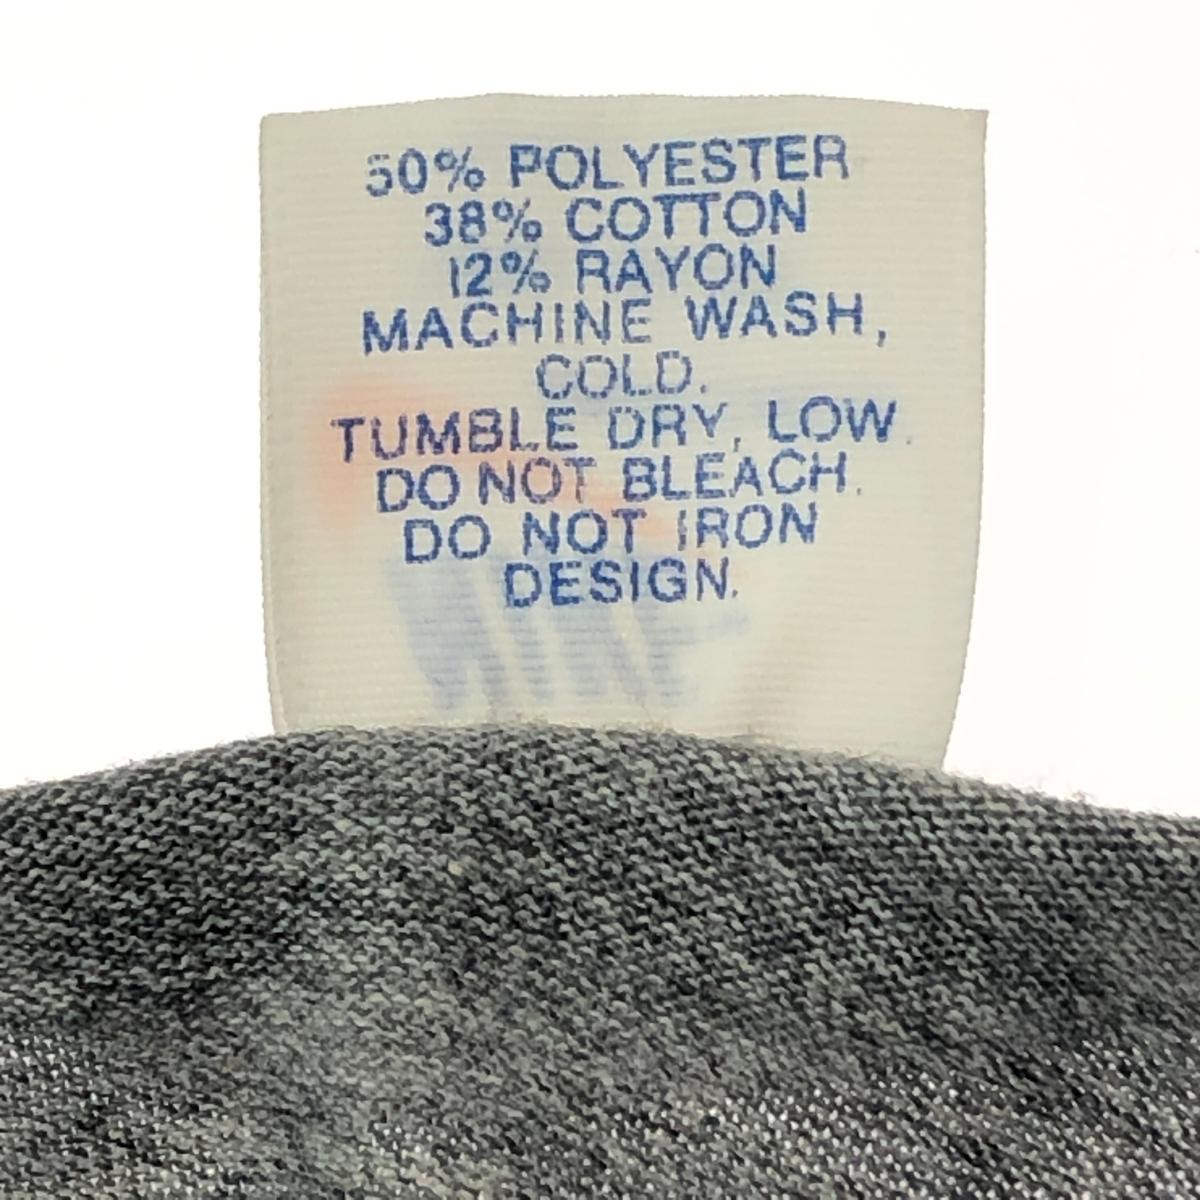 50% POLYESTER
38% COTTON
12% RAYON
MACHINE WASH,
COLD.
TUMBLE DRY, LOW.
DO NOT BLEACH.
DO NOT IRON
DESIGN.